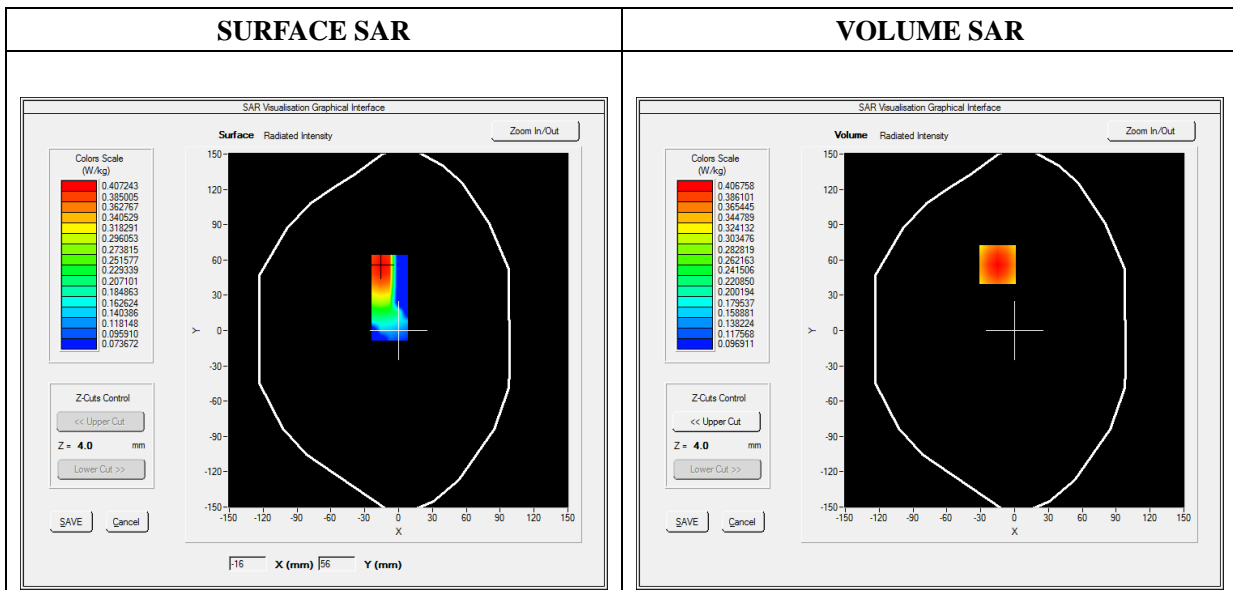 SURFACE SAR
VOLUME SAR
SAR Visualisation Graphical Interface
Surface Radiated Intensity
Zoom In/Out
Colors Scale
(W/kg)
0.407243
0.385005
0.362767
0.340529
0.318291
0.296053
0.273815
0.251577
0.229339
0.207101
0.184863
0.162624
0.140386
0.118148
0.095910
0.073672
Z-Cuts Control
<< Upper Cut
Z = 4.0 mm
Lower Cut >>
SAVE Cancel
150
120
90
60
30
0
-30
-60
-90
-120
-150
Y
-150 -120 -90 -60 -30 0 30 60 90 120 150
X
-16 X (mm) 56 Y (mm)
SAR Visualisation Graphical Interface
Volume Radiated Intensity
Zoom In/Out
Colors Scale
(W/kg)
0.406758
0.386101
0.365445
0.344789
0.324132
0.303476
0.282819
0.262163
0.241506
0.220850
0.200194
0.179537
0.158881
0.138224
0.117568
0.096911
Z-Cuts Control
<< Upper Cut
Z = 4.0 mm
Lower Cut >>
SAVE Cancel
150
120
90
60
30
0
-30
-60
-90
-120
-150
Y
-150 -120 -90 -60 -30 0 30 60 90 120 150
X